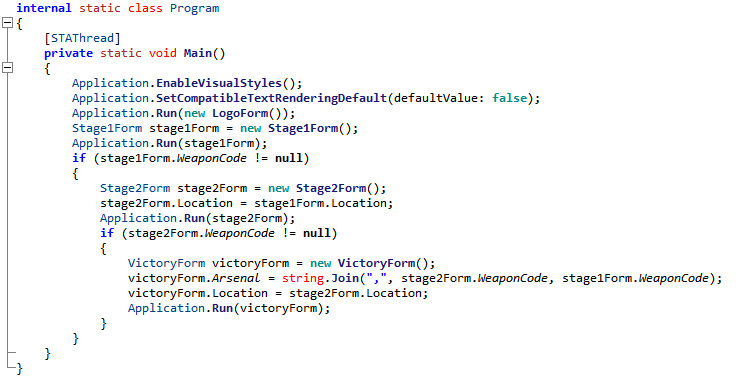 internal static class Program
{
    [STAThread]
    private static void Main()
    {
        Application.EnableVisualStyles();
        Application.SetCompatibleTextRenderingDefault(defaultValue: false);
        Application.Run(new LogoForm());
        Stage1Form stage1Form = new Stage1Form();
        Application.Run(stage1Form);
        if (stage1Form.WeaponCode != null)
        {
            Stage2Form stage2Form = new Stage2Form();
            stage2Form.Location = stage1Form.Location;
            Application.Run(stage2Form);
            if (stage2Form.WeaponCode != null)
            {
                VictoryForm victoryForm = new VictoryForm();
                victoryForm.Arsenal = string.Join(",", stage2Form.WeaponCode, stage1Form.WeaponCode);
                victoryForm.Location = stage2Form.Location;
                Application.Run(victoryForm);
            }
        }
    }
}